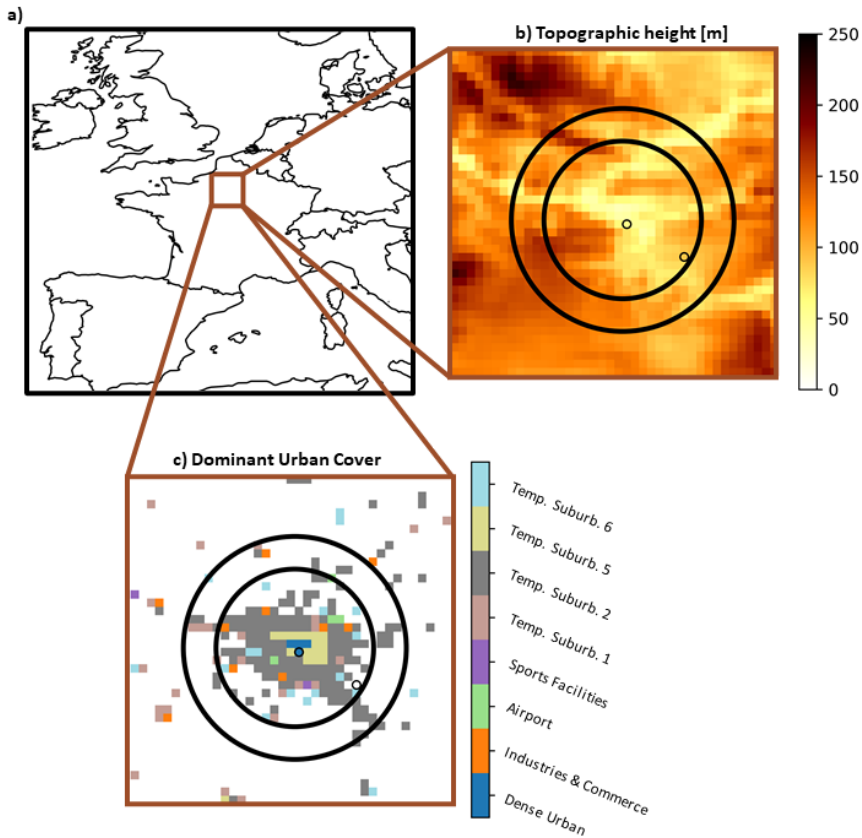 a)
b) Topographic height [m]
250
200
150
100
50
0
c) Dominant Urban Cover
Temp. Suburb. 6
Temp. Suburb. 5
Temp. Suburb. 2
Temp. Suburb. 1
Sports Facilities
Airport
Industries & Commerce
Dense Urban